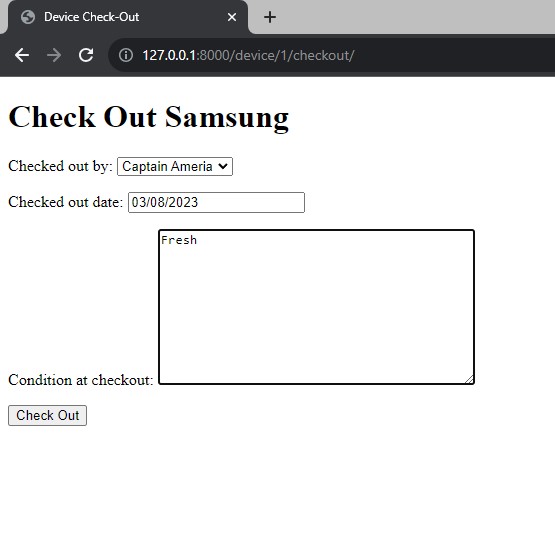 Device Check-Out
127.0.0.1:8000/device/1/checkout/
Check Out Samsung
Checked out by: Captain Ameria
Checked out date: 03/08/2023
Fresh
Condition at checkout:
Check Out